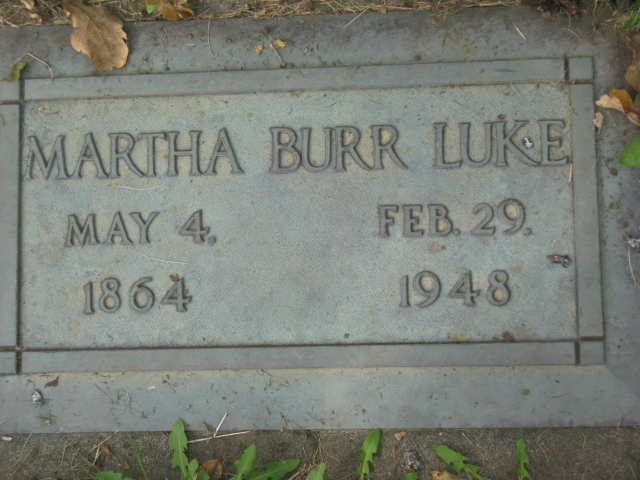 MARTHA BURR LUKE
MAY 4, FEB. 29,
1864 1948